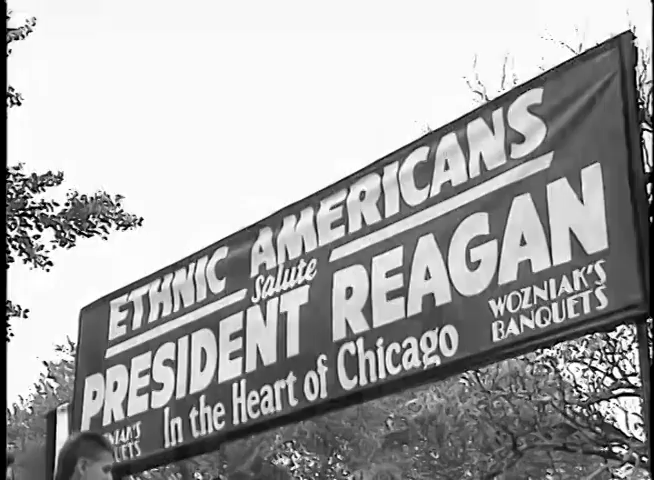 ETHNIC AMERICANS
salute
PRESIDENT REAGAN
In the Heart of Chicago
WOZNIAK'S
BANQUETS